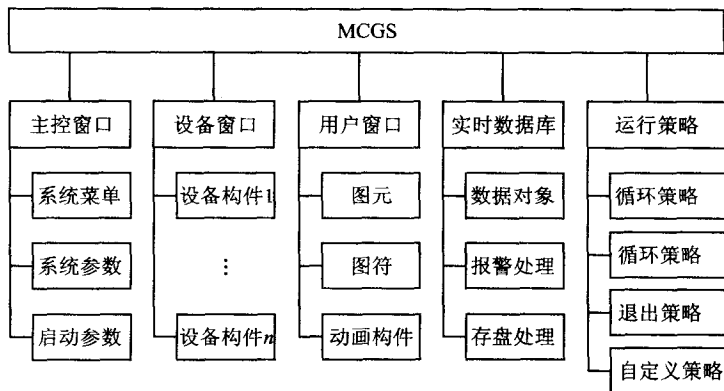 MCGS
主控窗口
设备窗口
用户窗口
实时数据库
运行策略
系统菜单
设备构件1
图元
数据对象
循环策略
系统参数
⋮
图符
报警处理
循环策略
启动参数
设备构件n
动画构件
存盘处理
退出策略
自定义策略